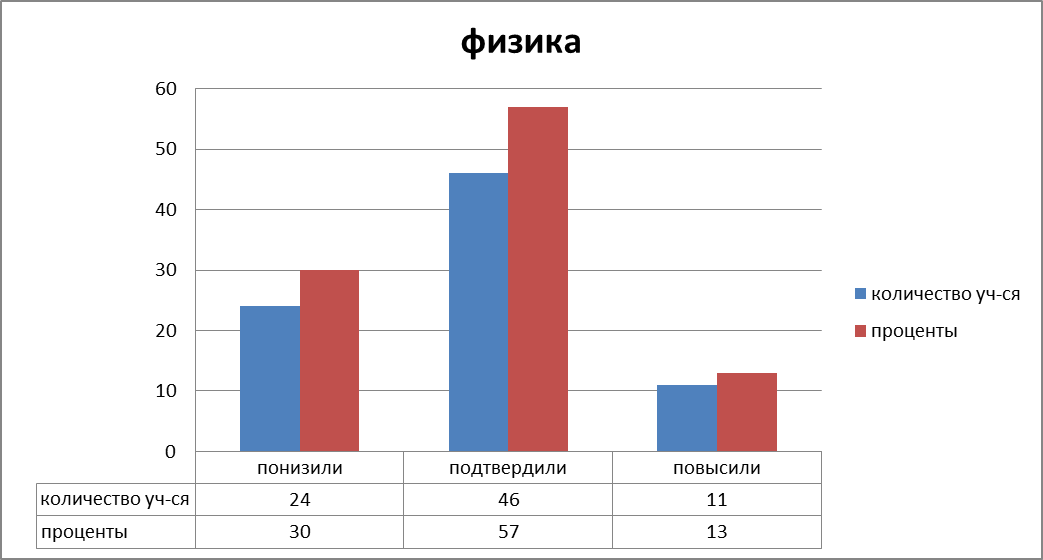 физика
60
50
40
30
20
10
0
количество уч-ся
проценты
понизили подтвердили повысили
количество уч-ся 24 46 11
проценты 30 57 13